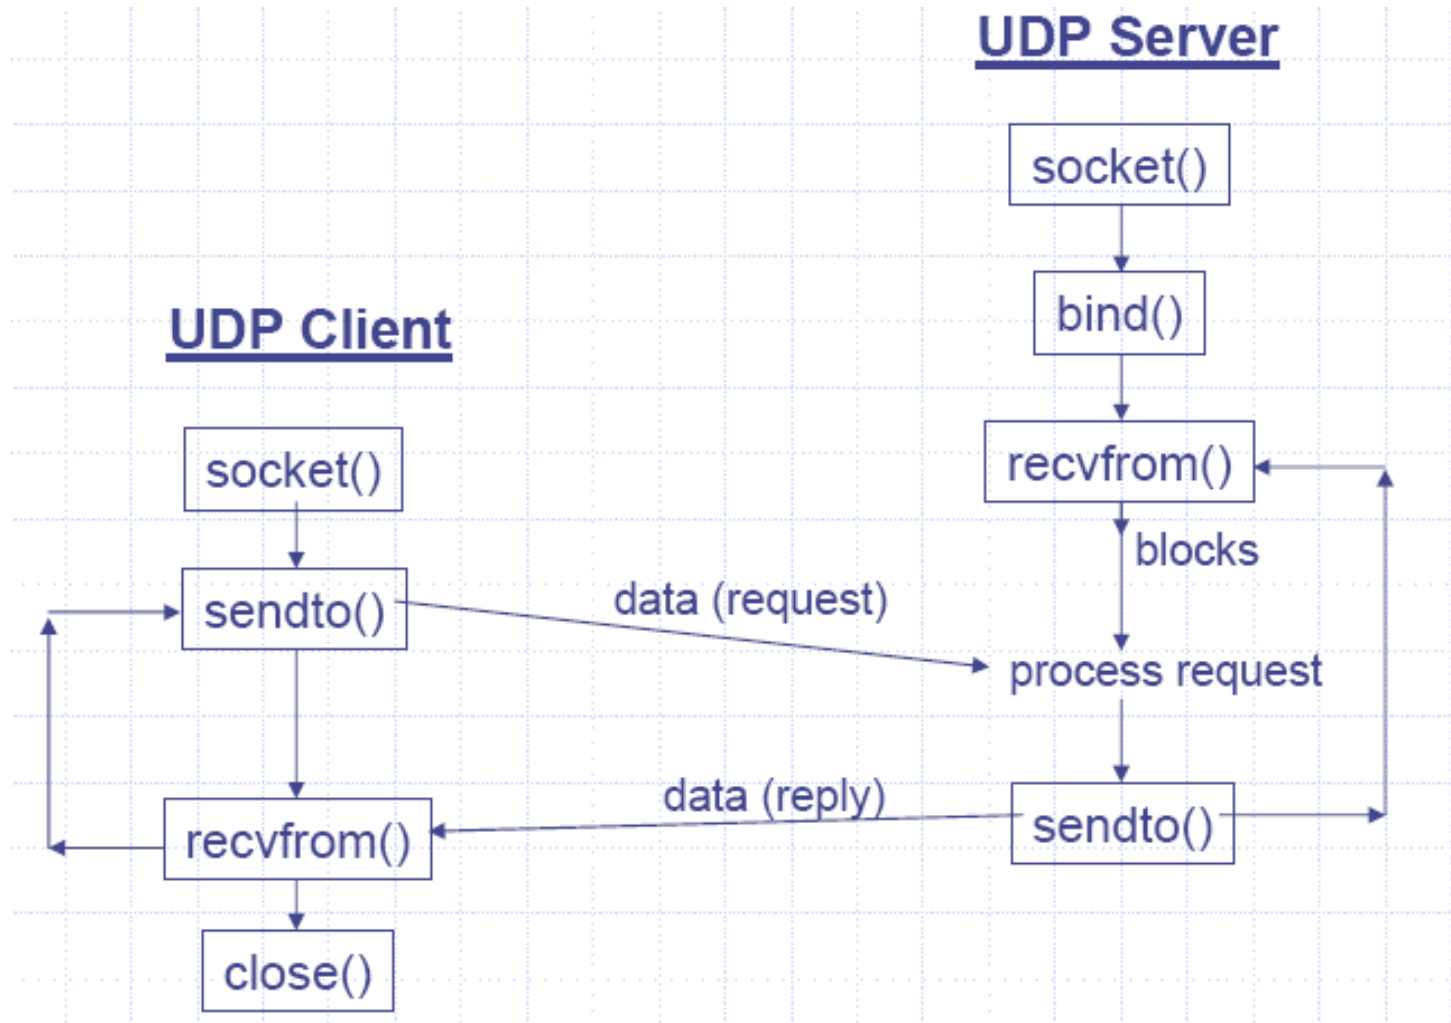 UDP Server
socket()
bind()
recvfrom()
blocks
process request
sendto()
UDP Client
socket()
sendto()
data (request)
data (reply)
recvfrom()
close()